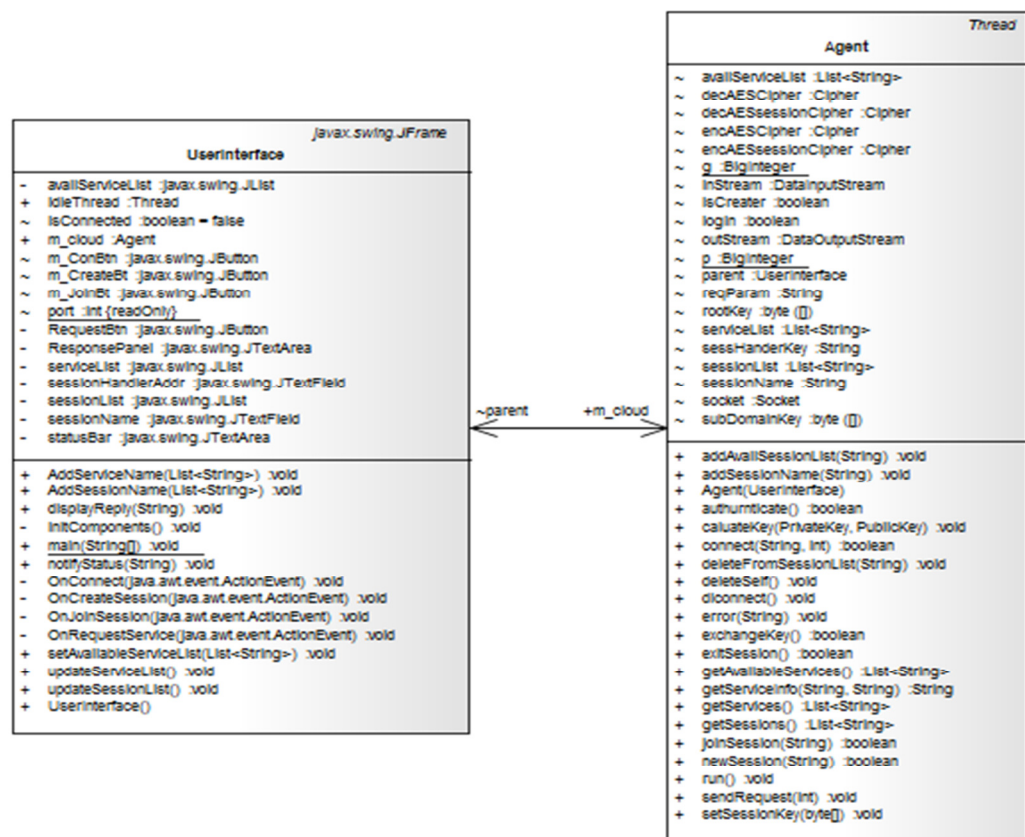 javax.swing.JFrame
UserInterface
- availServiceList :javax.swing.JList
+ idleThread :Thread
~ isConnected :boolean = false
+ m_cloud :Agent
~ m_ConBtn :javax.swing.JButton
~ m_CreateBt :javax.swing.JButton
~ m_JoinBt :javax.swing.JButton
~ port :int {readOnly}
- RequestBtn :javax.swing.JButton
- ResponsePanel :javax.swing.JTextArea
- serviceList :javax.swing.JList
- sessionHandlerAddr :javax.swing.JTextField
- sessionList :javax.swing.JList
- sessionName :javax.swing.JTextField
- statusBar :javax.swing.JTextArea
+ AddServiceName(List<String>) :void
+ AddSessionName(List<String>) :void
+ displayReply(String) :void
- initComponents() :void
+ main(String[]) :void
+ notifyStatus(String) :void
- OnConnect(java.awt.event.ActionEvent) :void
- OnCreateSession(java.awt.event.ActionEvent) :void
- OnJoinSession(java.awt.event.ActionEvent) :void
- OnRequestService(java.awt.event.ActionEvent) :void
+ setAvailableServiceList(List<String>) :void
+ updateServiceList() :void
+ updateSessionList() :void
+ UserInterface()
~parent +m_cloud
Thread
Agent
~ availServiceList :List<String>
~ decAESCipher :Cipher
~ decAESsessionCipher :Cipher
~ encAESCipher :Cipher
~ encAESsessionCipher :Cipher
~ g :BigInteger
~ inStream :DataInputStream
~ isCreater :boolean
~ login :boolean
~ outStream :DataOutputStream
~ p :BigInteger
~ parent :UserInterface
~ reqParam :String
~ rootKey :byte ([])
~ serviceList :List<String>
~ sessHanderKey :String
~ sessionList :List<String>
~ sessionName :String
~ socket :Socket
~ subDomainKey :byte ([])
+ addAvailSessionList(String) :void
+ addSessionName(String) :void
+ Agent(UserInterface)
+ authurnticate() :boolean
+ caluateKey(PrivateKey, PublicKey) :void
+ connect(String, int) :boolean
+ deleteFromSessionList(String) :void
+ deleteSelf() :void
+ diconnect() :void
+ error(String) :void
+ exchangeKey() :boolean
+ exitSession() :boolean
+ getAvailableServices() :List<String>
+ getServiceInfo(String, String) :String
+ getServices() :List<String>
+ getSessions() :List<String>
+ joinSession(String) :boolean
+ newSession(String) :boolean
+ run() :void
+ sendRequest(int) :void
+ setSessionKey(byte[]) :void